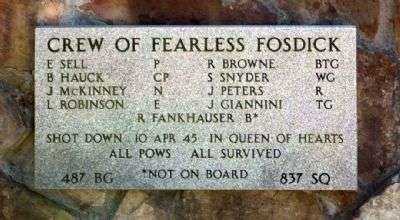 CREW OF FEARLESS FOSDICK
E SELL P R BROWNE BTG
B HAUCK CP S SNYDER WG
J McKINNEY N J PETERS R
L ROBINSON E J GIANNINI TG
R FANKHAUSER B*
SHOT DOWN 10 APR 45 IN QUEEN OF HEARTS
ALL POWS ALL SURVIVED
487 BG *NOT ON BOARD 837 SQ